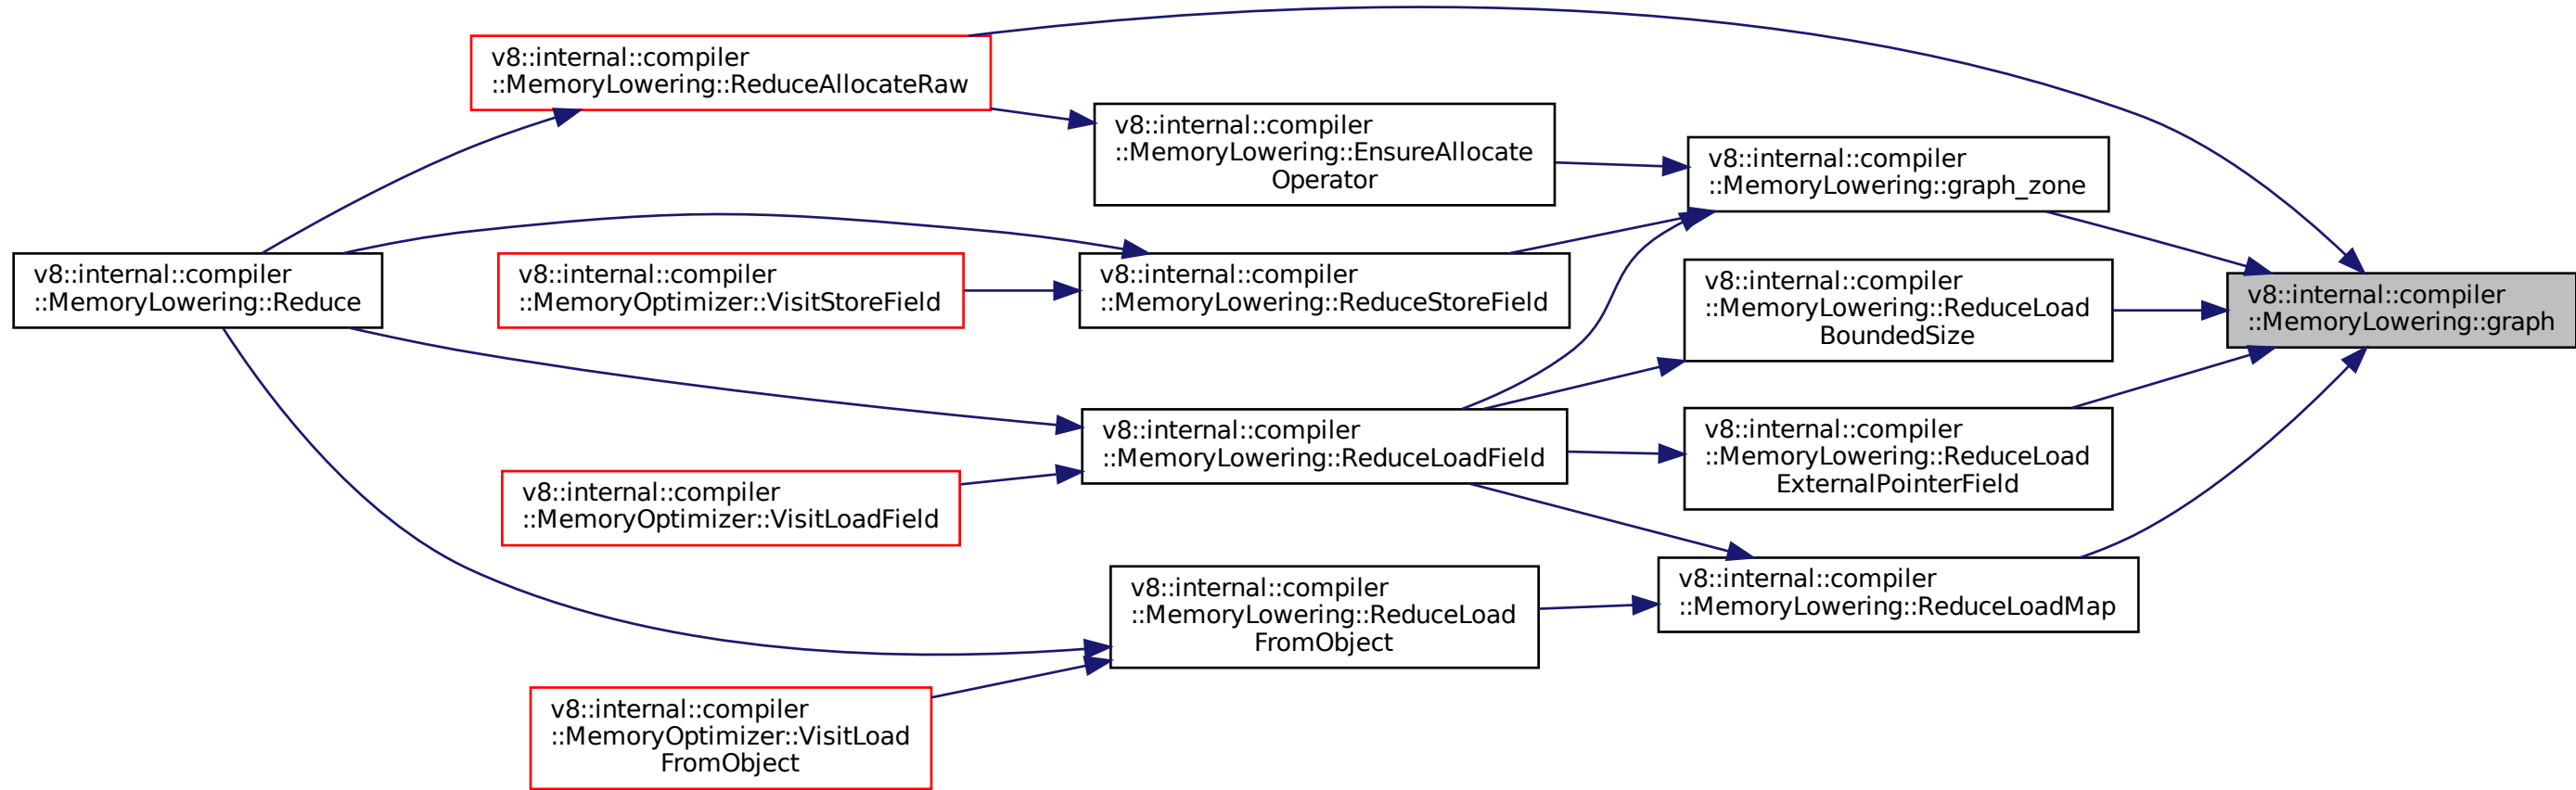 v8::internal::compiler
::MemoryLowering::ReduceAllocateRaw
v8::internal::compiler
::MemoryLowering::EnsureAllocate
Operator
v8::internal::compiler
::MemoryLowering::graph_zone
v8::internal::compiler
::MemoryLowering::Reduce
v8::internal::compiler
::MemoryOptimizer::VisitStoreField
v8::internal::compiler
::MemoryLowering::ReduceStoreField
v8::internal::compiler
::MemoryLowering::ReduceLoad
BoundedSize
v8::internal::compiler
::MemoryLowering::graph
v8::internal::compiler
::MemoryLowering::ReduceLoadField
v8::internal::compiler
::MemoryLowering::ReduceLoad
ExternalPointerField
v8::internal::compiler
::MemoryOptimizer::VisitLoadField
v8::internal::compiler
::MemoryLowering::ReduceLoad
FromObject
v8::internal::compiler
::MemoryLowering::ReduceLoadMap
v8::internal::compiler
::MemoryOptimizer::VisitLoad
FromObject